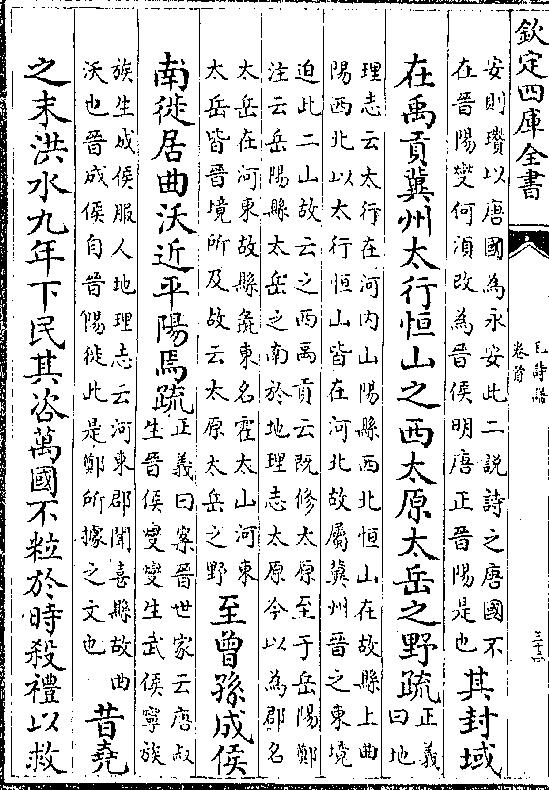 欽定四庫全書
毛詩譜
卷首
三十三
安則瓚以唐國為永安此二說詩之唐國不
在晉陽燮何須改為晉侯明唐正晉陽是也
其封域
在禹貢冀州太行恒山之西太原太岳之野疏
正義
曰地
理志云太行在河内山陽縣西北恒山在故縣上曲
陽西北以太行恒山皆在河北故屬冀州晉之東境
迫此二山故云之西禹貢云既修太原至于岳陽鄭
注云岳陽縣太岳之南於地理志太原今以為郡名
太岳在河東故縣彘東名霍太山河東
太岳皆晉境所及故云太原太岳之野
至曾孫成侯
南徙居曲沃近平陽焉疏
正義曰案晉世家云唐叔
生晉侯燮燮生武侯寧族
族生成侯服人地理志云河東郡聞喜縣故曲
沃也晉成侯自晉陽徙此是鄭所據之文也
昔堯
之末洪水九年下民其咨萬國不粒於時殺禮以救